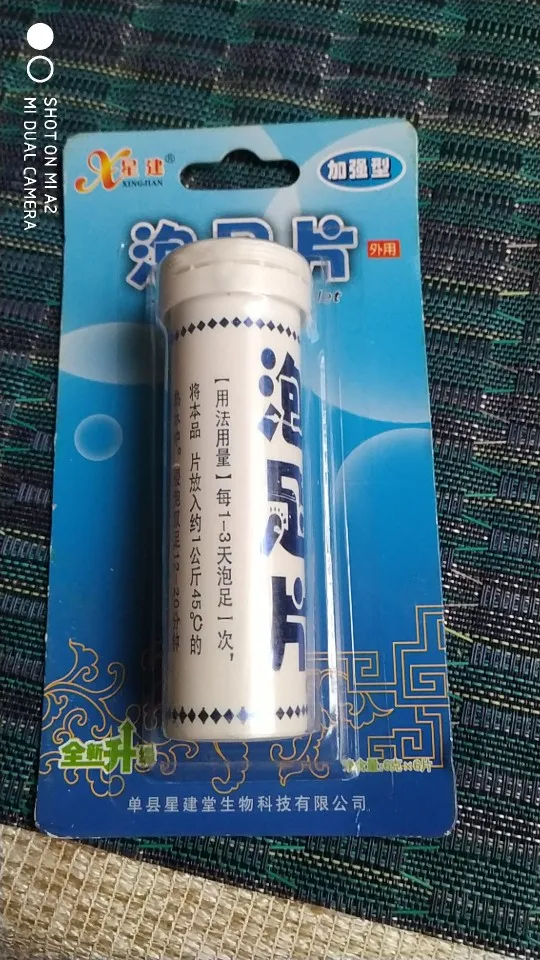 SHOT ON MI A2
MI DUAL CAMERA
星建®
XINGJIAN
加强型
泡足片
外用
泡足片
【用法用量】每1-3天泡足一次，
将本品 片放入约1公斤45℃的
全新升级
单县星建堂生物科技有限公司